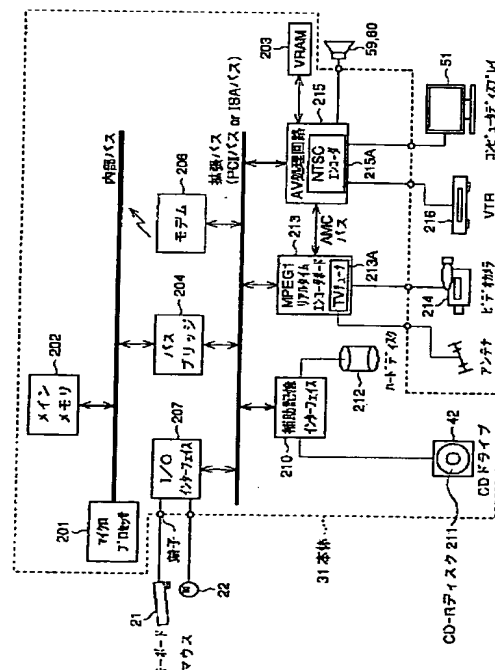 31本体
201
マイクロ
プロセッサ
202
メイン
メモリ
内部バス
21
キーボード
22
マウス
端子
207
I/O
インターフェイス
204
バス
ブリッジ
206
モデム
拡張バス
(PCIバス or ISAバス)
210
補助記憶
インターフェイス
212
ハードディスク
213
MPEG1
リアルタイム
エンコーダボード
TVチューナ
213A
AMC
バス
AV処理回路
215
NTSC
エンコーダ
215A
203
VRAM
59,60
CD-Rディスク 211
42
CDドライブ
アンテナ
214
ビデオカメラ
216
VTR
51
コンピュータディスプレイ